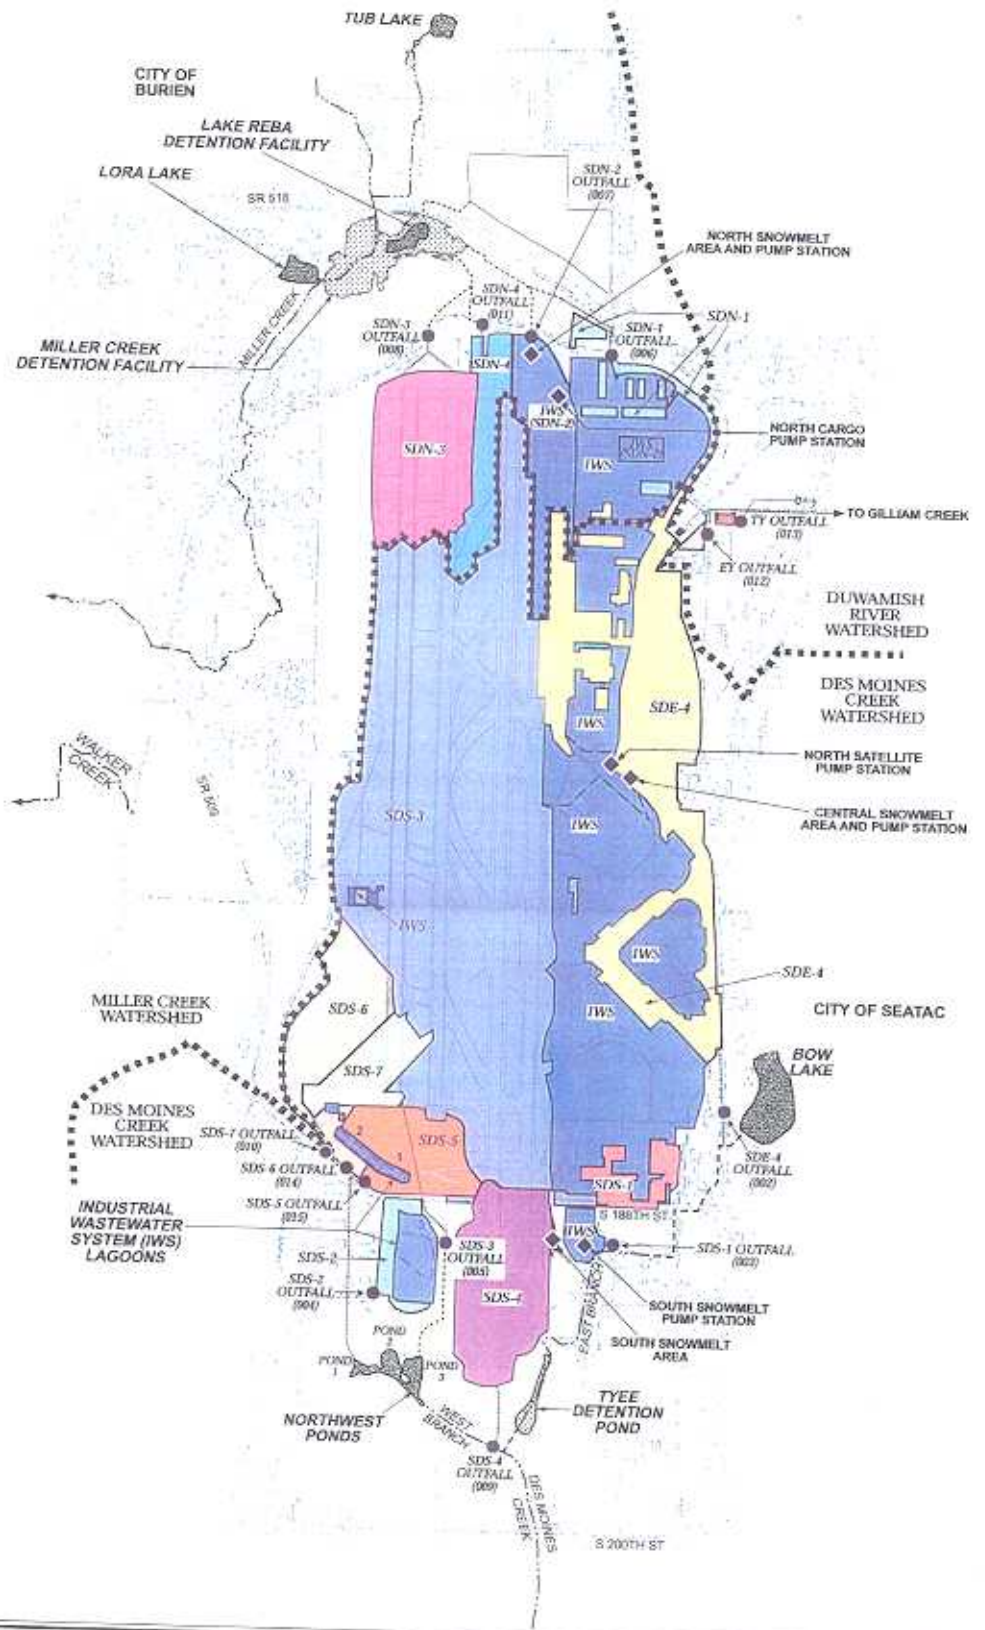 TUB LAKE
CITY OF
BURIEN
LAKE REBA
DETENTION FACILITY
LORA LAKE
SR 518
SDN-2
OUTFALL
(007)
NORTH SNOWMELT
AREA AND PUMP STATION
SDN-4
OUTFALL
(011)
SDN-3
OUTFALL
(008)
SDN-1
OUTFALL
(006)
SDN-1
MILLER CREEK
MILLER CREEK
DETENTION FACILITY
SDN-4
IWS
(SDN-2)
NORTH CARGO
PUMP STATION
SDN-3
IWS
TO GILLIAM CREEK
TY OUTFALL
(013)
EY OUTFALL
(012)
DUWAMISH
RIVER
WATERSHED
DES MOINES
CREEK
WATERSHED
SDE-4
IWS
WALKER
CREEK
NORTH SATELLITE
PUMP STATION
SR 509
SDS-3
IWS
CENTRAL SNOWMELT
AREA AND PUMP STATION
IWS
IWS
SDE-4
MILLER CREEK
WATERSHED
SDS-6
IWS
CITY OF SEATAC
BOW
LAKE
SDS-7
DES MOINES
CREEK
WATERSHED
SDS-7 OUTFALL
(010)
2
1
SDS-5
SDS-6 OUTFALL
(014)
SDE-4
OUTFALL
(002)
SDS-1
SDS-5 OUTFALL
(015)
S 188TH ST
INDUSTRIAL
WASTEWATER
SYSTEM (IWS)
LAGOONS
SDS-3
OUTFALL
(005)
IWS
SDS-1 OUTFALL
(003)
SDS-2
SDS-2
OUTFALL
(004)
SDS-4
EAST BRANCH
SOUTH SNOWMELT
PUMP STATION
SOUTH SNOWMELT
AREA
POND
2
POND
1
POND
3
NORTHWEST
PONDS
WEST
BRANCH
TYEE
DETENTION
POND
SDS-4
OUTFALL
(009)
DES MOINES
CREEK
S 200TH ST